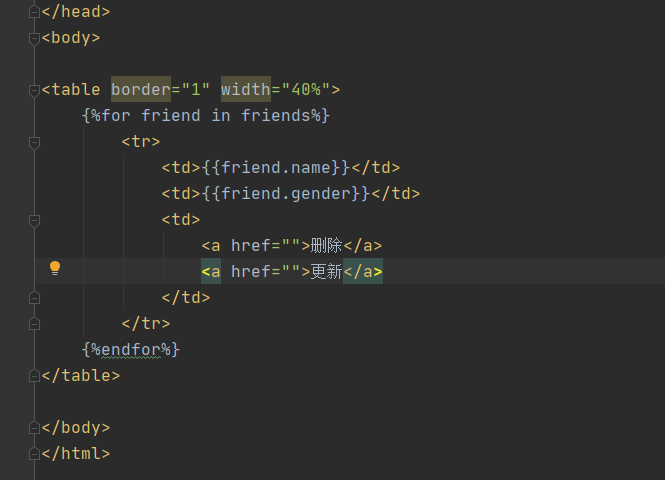 </head>
<body>
<table border="1" width="40%">
{%for friend in friends%}
<tr>
<td>{{friend.name}}</td>
<td>{{friend.gender}}</td>
<td>
<a href="">删除</a>
<a href="">更新</a>
</td>
</tr>
{%endfor%}
</table>
</body>
</html>